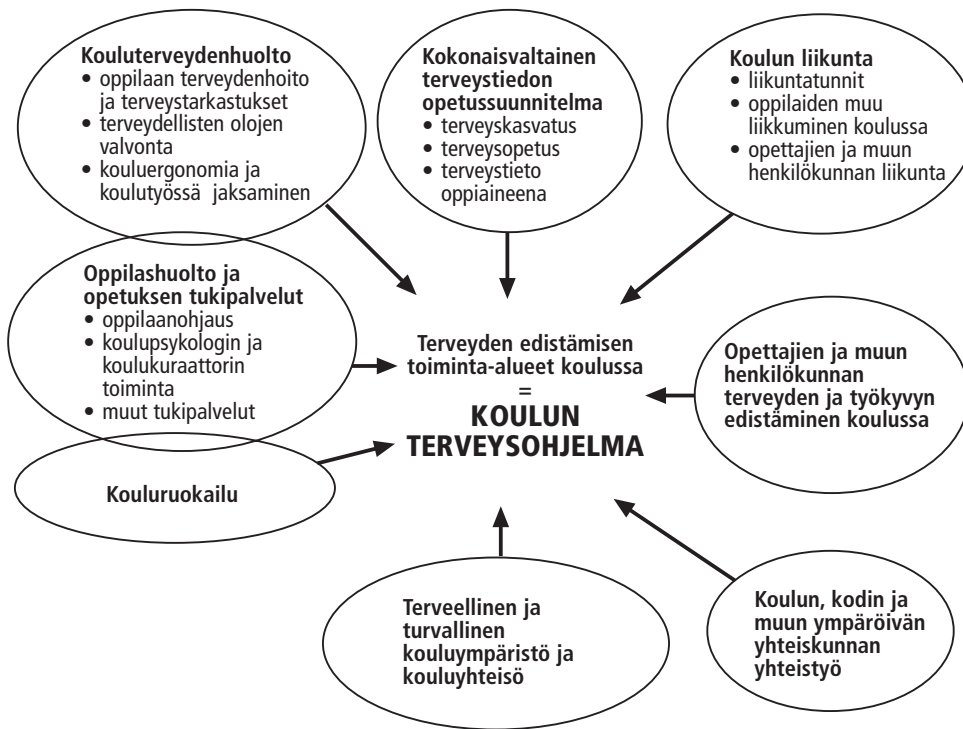 Kouluterveydenhuolto
• oppilaan terveydenhoito
ja terveystarkastukset
• terveydellisten olojen
valvonta
• kouluergonomia ja
koulutyössä jaksaminen
Kokonaisvaltainen
terveystiedon
opetussuunnitelma
• terveyskasvatus
• terveysopetus
• terveystieto
oppiaineena
Koulun liikunta
• liikuntatunnit
• oppilaiden muu
liikkuminen koulussa
• opettajien ja muun
henkilökunnan liikunta
Oppilashuolto ja
opetuksen tukipalvelut
• oppilaanohjaus
• koulupsykologin ja
koulukuraattorin
toiminta
• muut tukipalvelut
Terveyden edistämisen
toiminta-alueet koulussa
=
KOULUN
TERVEYSOHJELMA
Opettajien ja muun
henkilökunnan
terveyden ja työkyvyn
edistäminen koulussa
Kouluruokailu
Terveellinen ja
turvallinen
kouluympäristö ja
kouluyhteisö
Koulun, kodin ja
muun ympäröivän
yhteiskunnan
yhteistyö